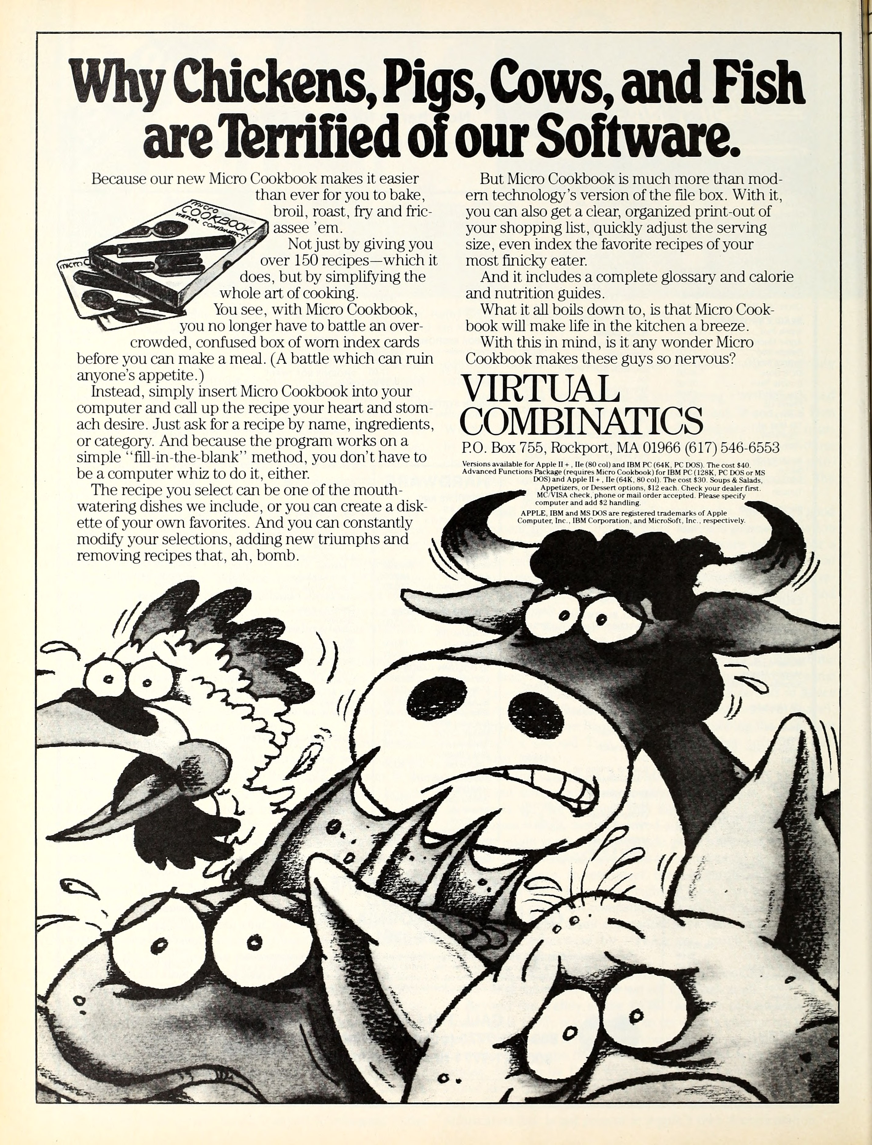 Why Chickens, Pigs, Cows, and Fish
are Terrified of our Software.
Because our new Micro Cookbook makes it easier
than ever for you to bake,
broil, roast, fry and fric-
assee 'em.
Not just by giving you
over 150 recipes—which it
does, but by simplifying the
whole art of cooking.
You see, with Micro Cookbook,
you no longer have to battle an over-
crowded, confused box of worn index cards
before you can make a meal. (A battle which can ruin
anyone's appetite.)
Instead, simply insert Micro Cookbook into your
computer and call up the recipe your heart and stom-
ach desire. Just ask for a recipe by name, ingredients,
or category. And because the program works on a
simple "fill-in-the-blank" method, you don't have to
be a computer whiz to do it, either.
The recipe you select can be one of the mouth-
watering dishes we include, or you can create a disk-
ette of your own favorites. And you can constantly
modify your selections, adding new triumphs and
removing recipes that, ah, bomb.
micro
COOKBOOK
VIRTUAL COMBINATICS
micro
But Micro Cookbook is much more than mod-
ern technology's version of the file box. With it,
you can also get a clear, organized print-out of
your shopping list, quickly adjust the serving
size, even index the favorite recipes of your
most finicky eater.
And it includes a complete glossary and calorie
and nutrition guides.
What it all boils down to, is that Micro Cook-
book will make life in the kitchen a breeze.
With this in mind, is it any wonder Micro
Cookbook makes these guys so nervous?
VIRTUAL
COMBINATICS
P.O. Box 755, Rockport, MA 01966 (617) 546-6553
Versions available for Apple II+, IIe (80 col) and IBM PC (64K, PC DOS). The cost $40.
Advanced Functions Package (requires Micro Cookbook) for IBM PC (128K, PC DOS or MS
DOS) and Apple II+, IIe (64K, 80 col). The cost $30. Soups & Salads,
Appetizers, or Dessert options, $12 each. Check your dealer first.
MC/VISA check, phone or mail order accepted. Please specify
computer and add $2 handling.
APPLE, IBM and MS DOS are registered trademarks of Apple
Computer, Inc., IBM Corporation, and MicroSoft, Inc., respectively.